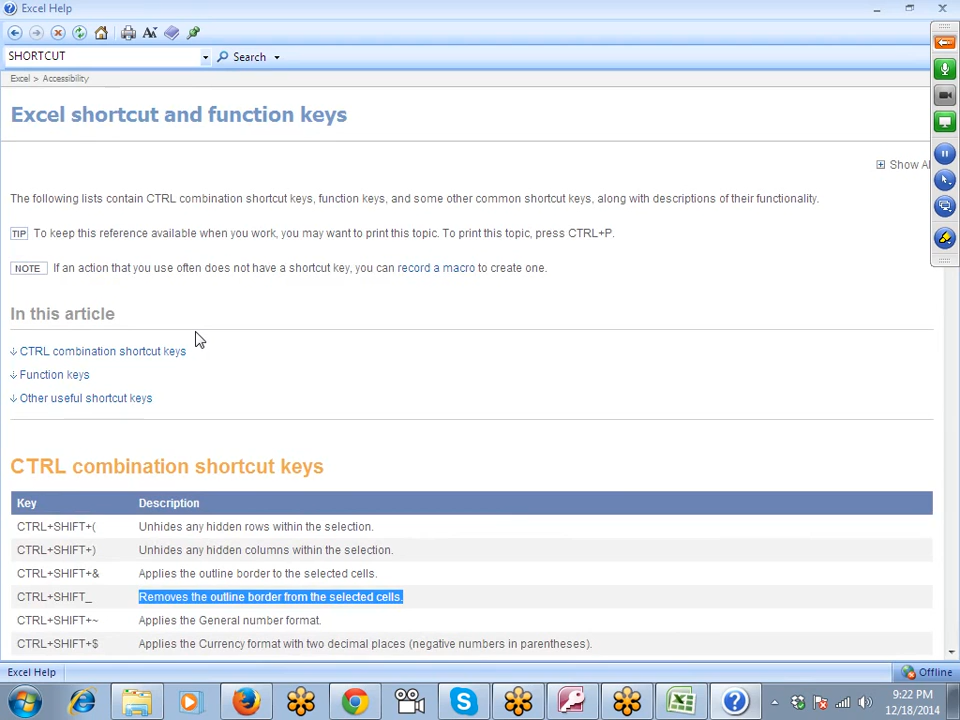 Excel Help
SHORTCUT
Search
Excel > Accessibility
Excel shortcut and function keys
Show Al
The following lists contain CTRL combination shortcut keys, function keys, and some other common shortcut keys, along with descriptions of their functionality.
TIP To keep this reference available when you work, you may want to print this topic. To print this topic, press CTRL+P.
NOTE If an action that you use often does not have a shortcut key, you can record a macro to create one.
In this article
CTRL combination shortcut keys
Function keys
Other useful shortcut keys
CTRL combination shortcut keys
Key Description
CTRL+SHIFT+( Unhides any hidden rows within the selection.
CTRL+SHIFT+) Unhides any hidden columns within the selection.
CTRL+SHIFT+& Applies the outline border to the selected cells.
CTRL+SHIFT_ Removes the outline border from the selected cells.
CTRL+SHIFT+~ Applies the General number format.
CTRL+SHIFT+$ Applies the Currency format with two decimal places (negative numbers in parentheses).
Excel Help
Offline
9:22 PM
12/18/2014